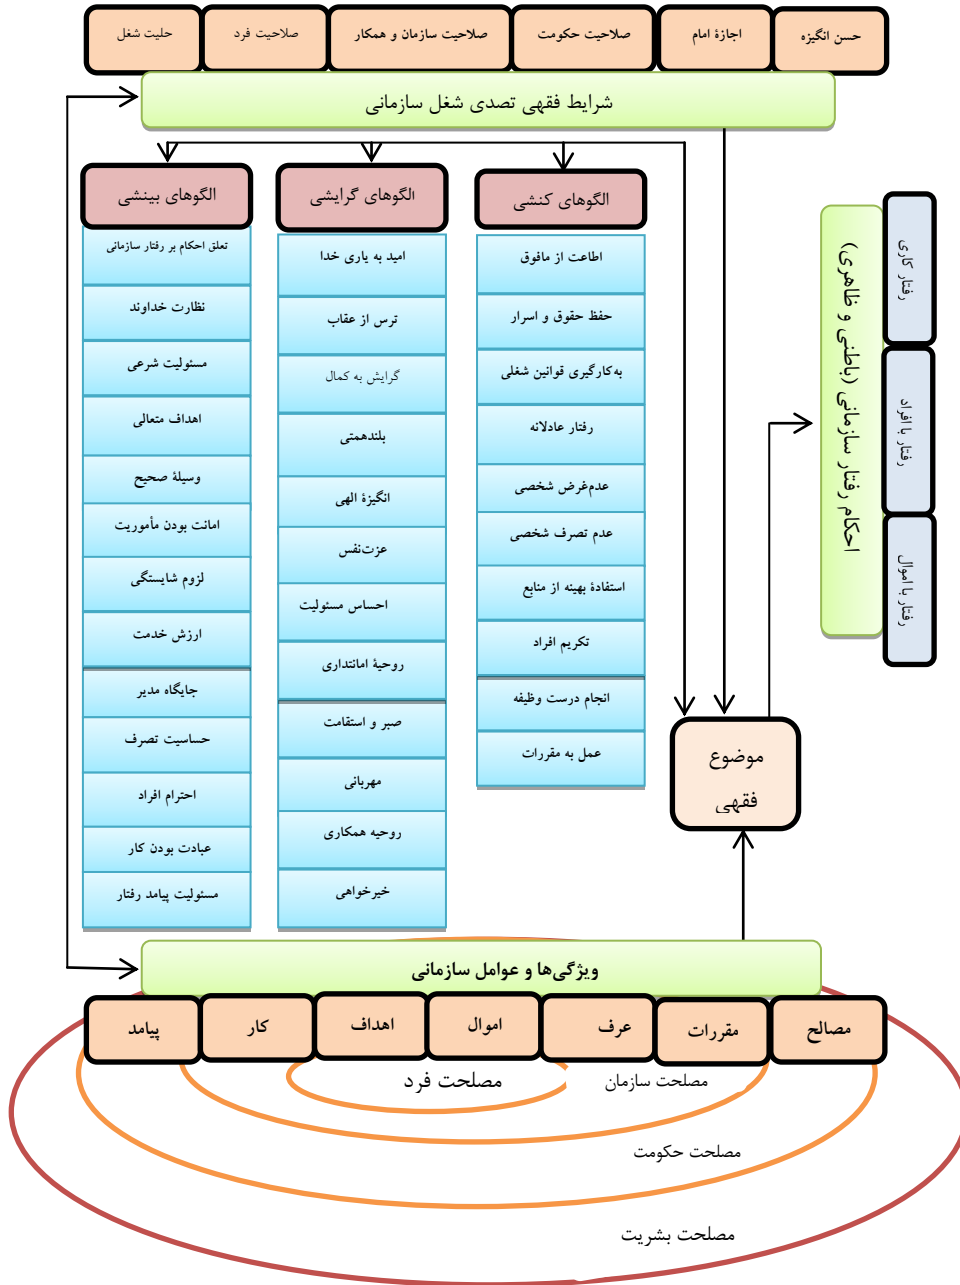 حسن انگیزه
اجازهٔ امام
صلاحیت حکومت
صلاحیت سازمان و همکار
صلاحیت فرد
حلیت شغل
شرایط فقهی تصدی شغل سازمانی
الگوهای کنشی
اطاعت از مافوق
حفظ حقوق و اسرار
به‌کارگیری قوانین شغلی
رفتار عادلانه
عدم‌غرض شخصی
عدم تصرف شخصی
استفادهٔ بهینه از منابع
تکریم افراد
انجام درست وظیفه
عمل به مقررات
الگوهای گرایشی
امید به یاری خدا
ترس از عقاب
گرایش به کمال
بلندهمتی
انگیزهٔ الهی
عزت‌نفس
احساس مسئولیت
روحیهٔ امانتداری
صبر و استقامت
مهربانی
روحیه همکاری
خیرخواهی
الگوهای بینشی
تعلق احکام بر رفتار سازمانی
نظارت خداوند
مسئولیت شرعی
اهداف متعالی
وسیلهٔ صحیح
امانت بودن مأموریت
لزوم شایستگی
ارزش خدمت
جایگاه مدیر
حساسیت تصرف
احترام افراد
عبادت بودن کار
مسئولیت پیامد رفتار
رفتار کاری
رفتار با افراد
رفتار با اموال
احکام رفتار سازمانی (باطنی و ظاهری)
موضوع
فقهی
ویژگی‌ها و عوامل سازمانی
مصالح
مقررات
عرف
اموال
اهداف
کار
پیامد
مصلحت فرد
مصلحت سازمان
مصلحت حکومت
مصلحت بشریت